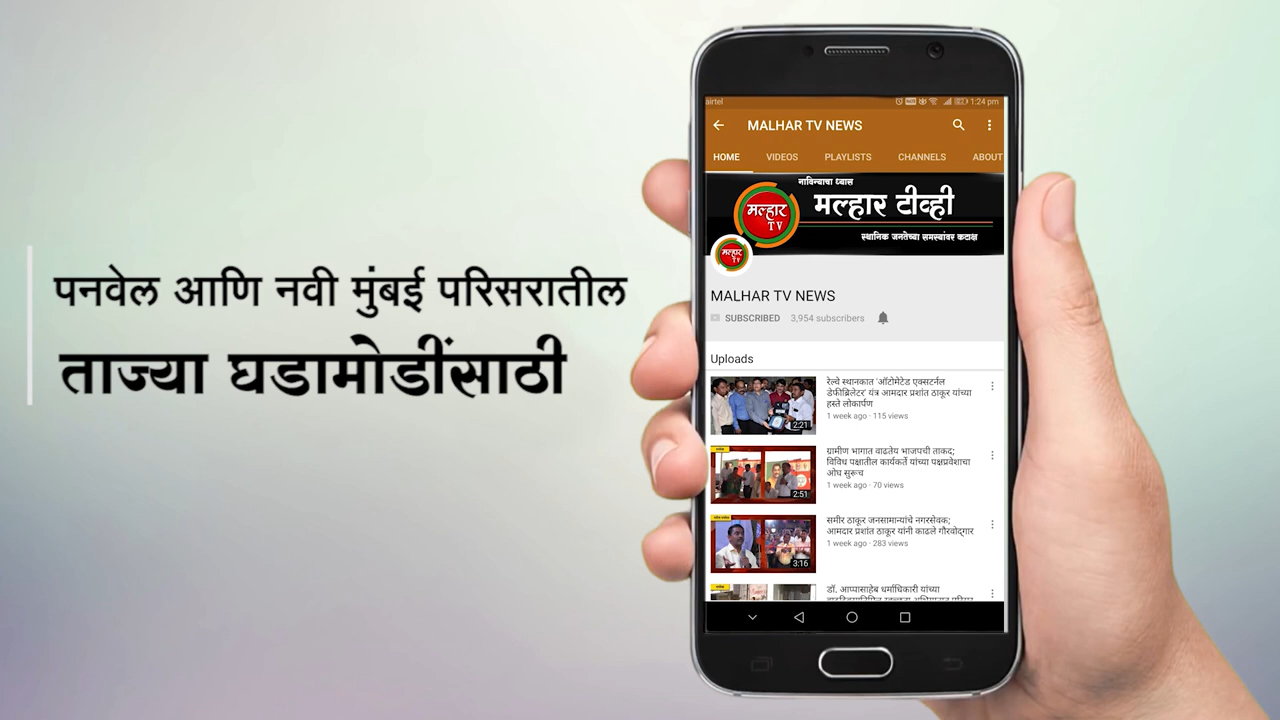 पनवेल आणि नवी मुंबई परिसरातील
ताज्या घडामोडींसाठी
airtel
1:24 pm
MALHAR TV NEWS
HOME VIDEOS PLAYLISTS CHANNELS ABOUT
नाविन्याचा ध्यास
मल्हार टीव्ही
मल्हार
TV
स्थानिक जनतेच्या समस्यांवर कटाक्ष
मल्हार
TV
MALHAR TV NEWS
SUBSCRIBED 3,954 subscribers
Uploads
रेल्वे स्थानकात 'ऑटोमेटेड एक्सटर्नल
डेफीब्रिलेटर' यंत्र आमदार प्रशांत ठाकूर यांच्या
हस्ते लोकार्पण
1 week ago · 115 views
2:21
ग्रामीण भागात वाढतेय भाजपची ताकद;
विविध पक्षातील कार्यकर्ते यांच्या पक्षप्रवेशाचा
ओघ सुरूच
1 week ago · 70 views
2:51
समीर ठाकूर जनसामान्यांचे नगरसेवक;
आमदार प्रशांत ठाकूर यांनी काढले गौरवोद्गार
1 week ago · 283 views
3:16
डॉ. आप्पासाहेब धर्माधिकारी यांच्या